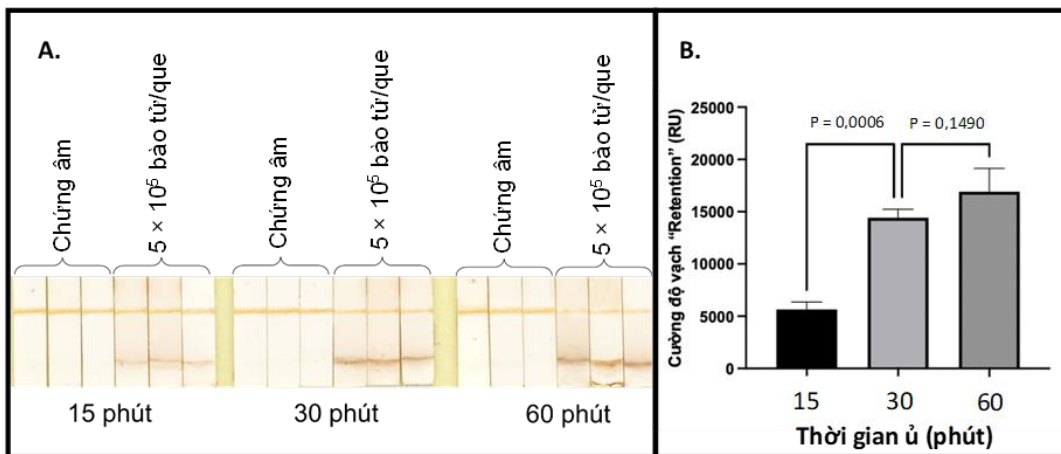 A.
Chứng âm
5 × 10⁵ bào tử/que
Chứng âm
5 × 10⁵ bào tử/que
Chứng âm
5 × 10⁵ bào tử/que
15 phút
30 phút
60 phút
B.
Cường độ vạch “Retention” (RU)
25000
20000
15000
10000
5000
0
P = 0,0006
P = 0,1490
15
30
60
Thời gian ủ (phút)